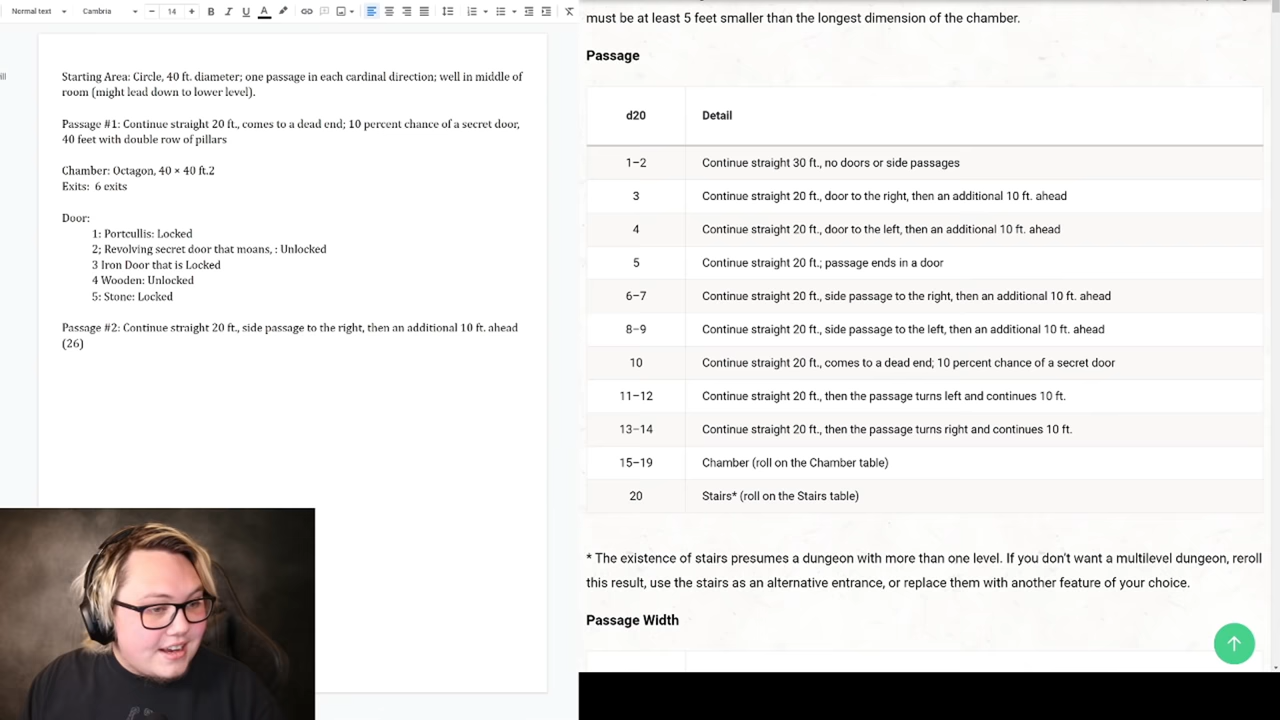 Normal text
Cambria
14
B I U A
must be at least 5 feet smaller than the longest dimension of the chamber.
Starting Area: Circle, 40 ft. diameter; one passage in each cardinal direction; well in middle of
room (might lead down to lower level).
Passage #1: Continue straight 20 ft., comes to a dead end; 10 percent chance of a secret door,
40 feet with double row of pillars
Chamber: Octagon, 40 × 40 ft.2
Exits: 6 exits
Door:
1: Portcullis: Locked
2; Revolving secret door that moans, : Unlocked
3 Iron Door that is Locked
4 Wooden: Unlocked
5: Stone: Locked
Passage #2: Continue straight 20 ft., side passage to the right, then an additional 10 ft. ahead
(26)
Passage
d20 Detail
1–2 Continue straight 30 ft., no doors or side passages
3 Continue straight 20 ft., door to the right, then an additional 10 ft. ahead
4 Continue straight 20 ft., door to the left, then an additional 10 ft. ahead
5 Continue straight 20 ft.; passage ends in a door
6–7 Continue straight 20 ft., side passage to the right, then an additional 10 ft. ahead
8–9 Continue straight 20 ft., side passage to the left, then an additional 10 ft. ahead
10 Continue straight 20 ft., comes to a dead end; 10 percent chance of a secret door
11–12 Continue straight 20 ft., then the passage turns left and continues 10 ft.
13–14 Continue straight 20 ft., then the passage turns right and continues 10 ft.
15–19 Chamber (roll on the Chamber table)
20 Stairs* (roll on the Stairs table)
* The existence of stairs presumes a dungeon with more than one level. If you don't want a multilevel dungeon, reroll
this result, use the stairs as an alternative entrance, or replace them with another feature of your choice.
Passage Width